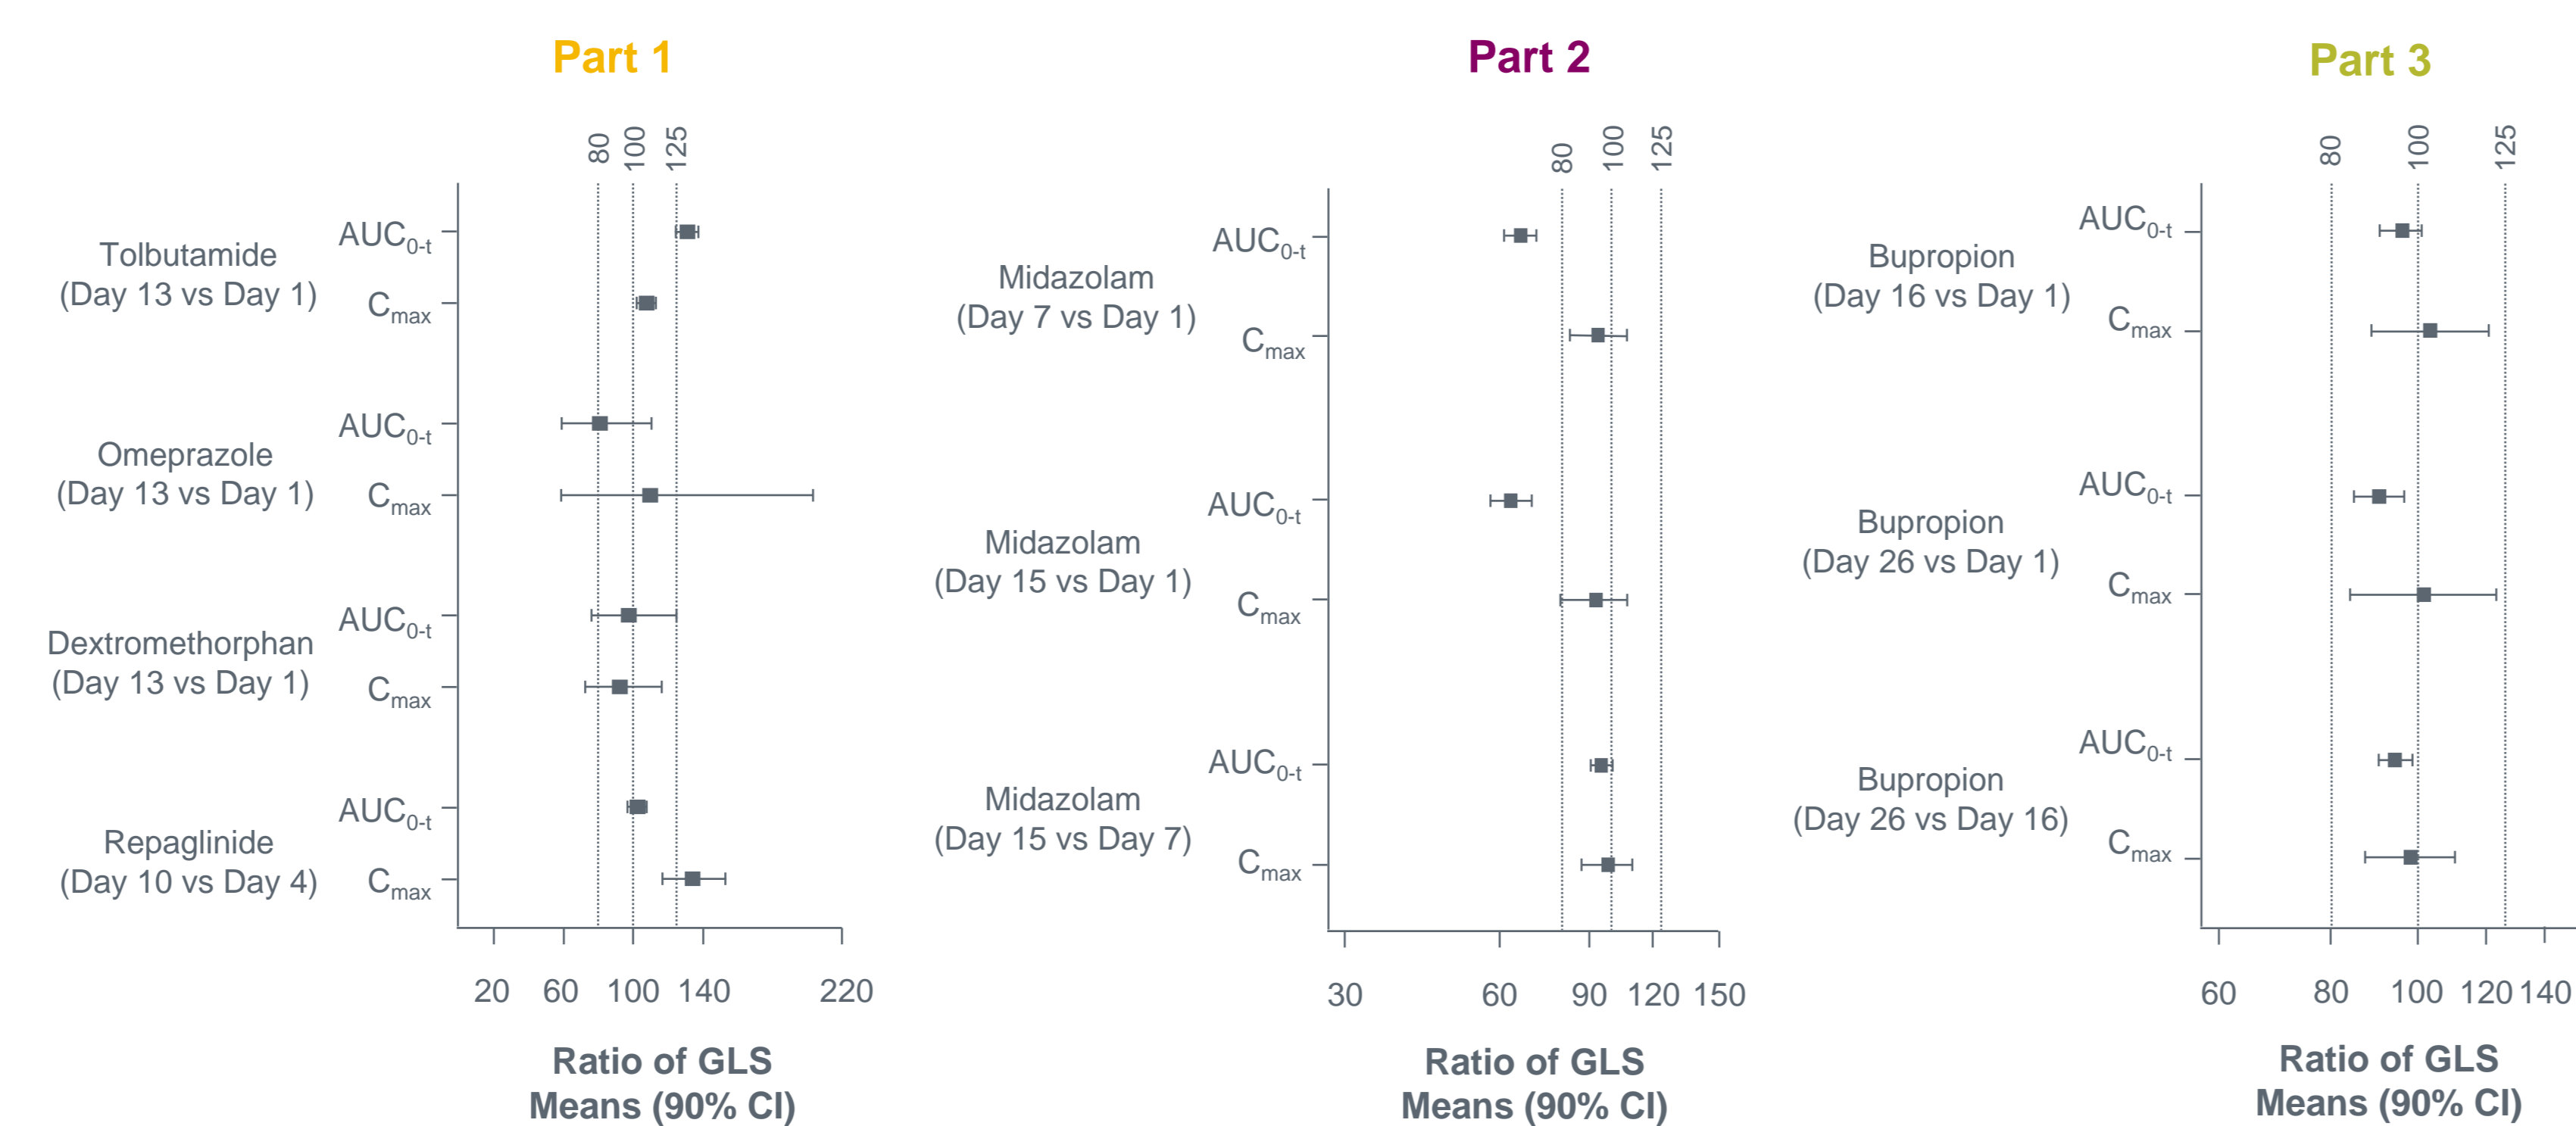 Part 1
80 100 125
Tolbutamide
(Day 13 vs Day 1)
AUC0-t
Cmax
Omeprazole
(Day 13 vs Day 1)
AUC0-t
Cmax
Dextromethorphan
(Day 13 vs Day 1)
AUC0-t
Cmax
Repaglinide
(Day 10 vs Day 4)
AUC0-t
Cmax
20 60 100 140 220
Ratio of GLS
Means (90% CI)
Part 2
80 100 125
Midazolam
(Day 7 vs Day 1)
AUC0-t
Cmax
Midazolam
(Day 15 vs Day 1)
AUC0-t
Cmax
Midazolam
(Day 15 vs Day 7)
AUC0-t
Cmax
30 60 90 120 150
Ratio of GLS
Means (90% CI)
Part 3
80 100 125
Bupropion
(Day 16 vs Day 1)
AUC0-t
Cmax
Bupropion
(Day 26 vs Day 1)
AUC0-t
Cmax
Bupropion
(Day 26 vs Day 16)
AUC0-t
Cmax
60 80 100 120 140
Ratio of GLS
Means (90% CI)